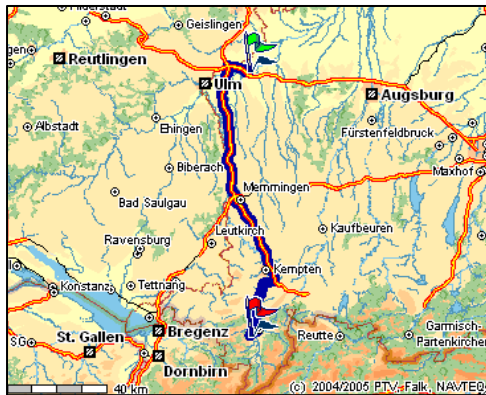 Geislingen
Reutlingen
Ulm
Augsburg
Albstadt
Ehingen
Fürstenfeldbruck
Biberach
Maxhof
Memmingen
Bad Saulgau
Leutkirch
Kaufbeuren
Ravensburg
Kempten
Konstanz
Tettnang
Bregenz
St. Gallen
Reutte
Garmisch-
Partenkirchen
SG
Dornbirn
40 km
(c) 2004/2005 PTV, Falk, NAVTEQ